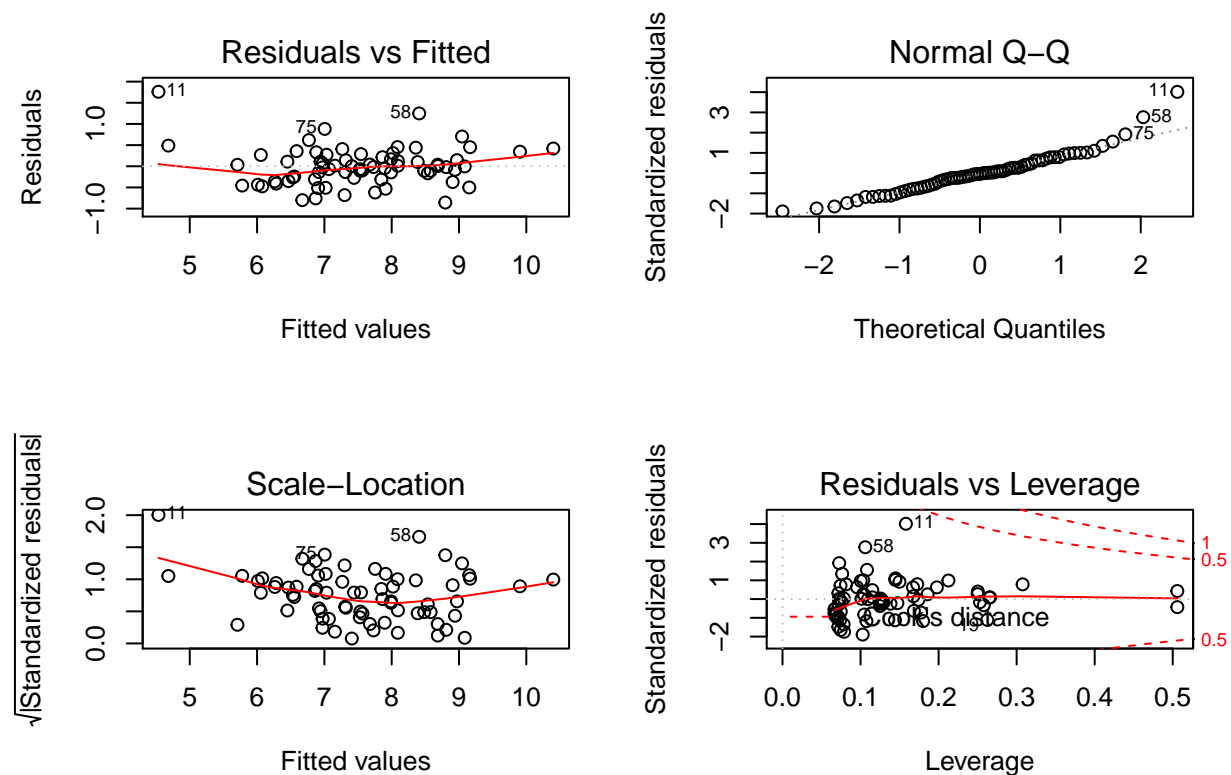 Residuals vs Fitted
Residuals
1.0
−1.0
11
58
75
5 6 7 8 9 10
Fitted values
Normal Q−Q
Standardized residuals
3
1
−2
11
58
75
−2 −1 0 1 2
Theoretical Quantiles
Scale−Location
√|Standardized residuals|
2.0
1.0
0.0
11
58
75
5 6 7 8 9 10
Fitted values
Residuals vs Leverage
Standardized residuals
3
1
−2
11
58
Cook's distance
1
0.5
0.5
0.0 0.1 0.2 0.3 0.4 0.5
Leverage